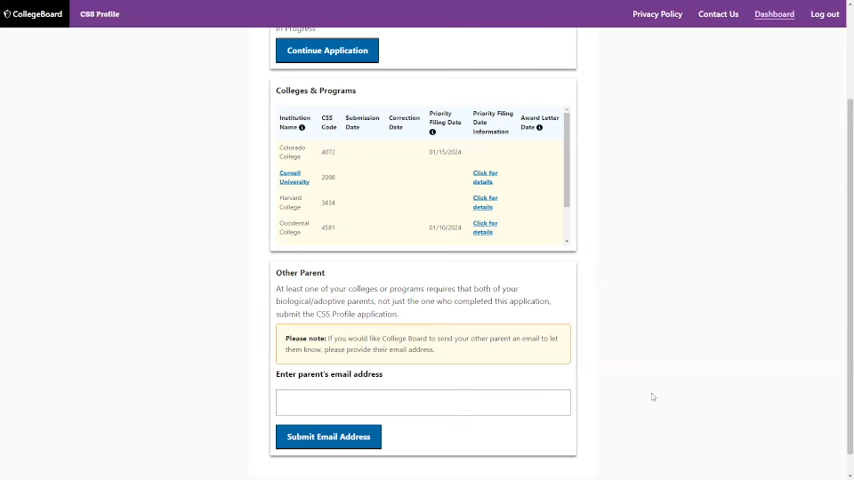 CollegeBoard
CSS Profile
Privacy Policy
Contact Us
Dashboard
Log out
In Progress
Continue Application
Colleges & Programs
Institution Name
CSS Code
Submission Date
Correction Date
Priority Filing Date
Priority Filing Date Information
Award Letter Date
Colorado College 4072 01/15/2024
Cornell University 2098 Click for details
Harvard College 3434 Click for details
Occidental College 4581 01/10/2024 Click for details
Other Parent
At least one of your colleges or programs requires that both of your
biological/adoptive parents, not just the one who completed this application,
submit the CSS Profile application.
Please note: If you would like College Board to send your other parent an email to let
them know, please provide their email address.
Enter parent's email address
Submit Email Address